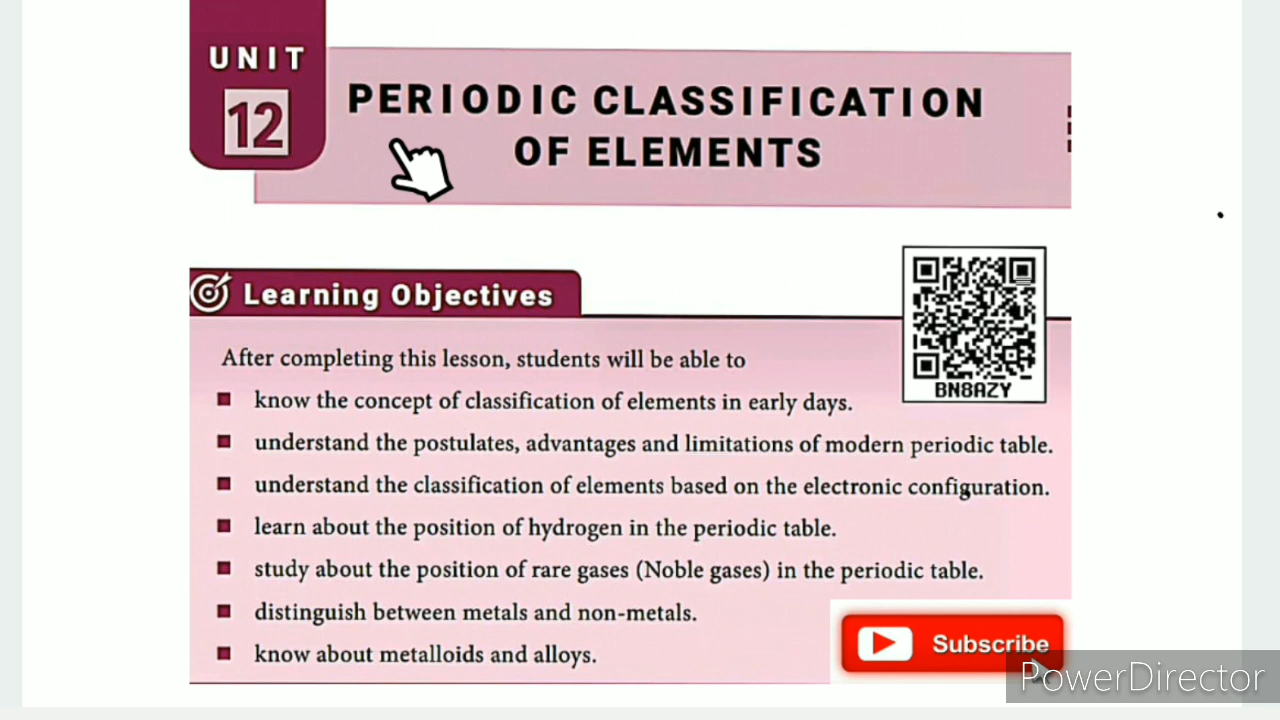 UNIT
12
PERIODIC CLASSIFICATION
OF ELEMENTS
Learning Objectives
BN8AZY
After completing this lesson, students will be able to
know the concept of classification of elements in early days.
understand the postulates, advantages and limitations of modern periodic table.
understand the classification of elements based on the electronic configuration.
learn about the position of hydrogen in the periodic table.
study about the position of rare gases (Noble gases) in the periodic table.
distinguish between metals and non-metals.
know about metalloids and alloys.
Subscribe
PowerDirector